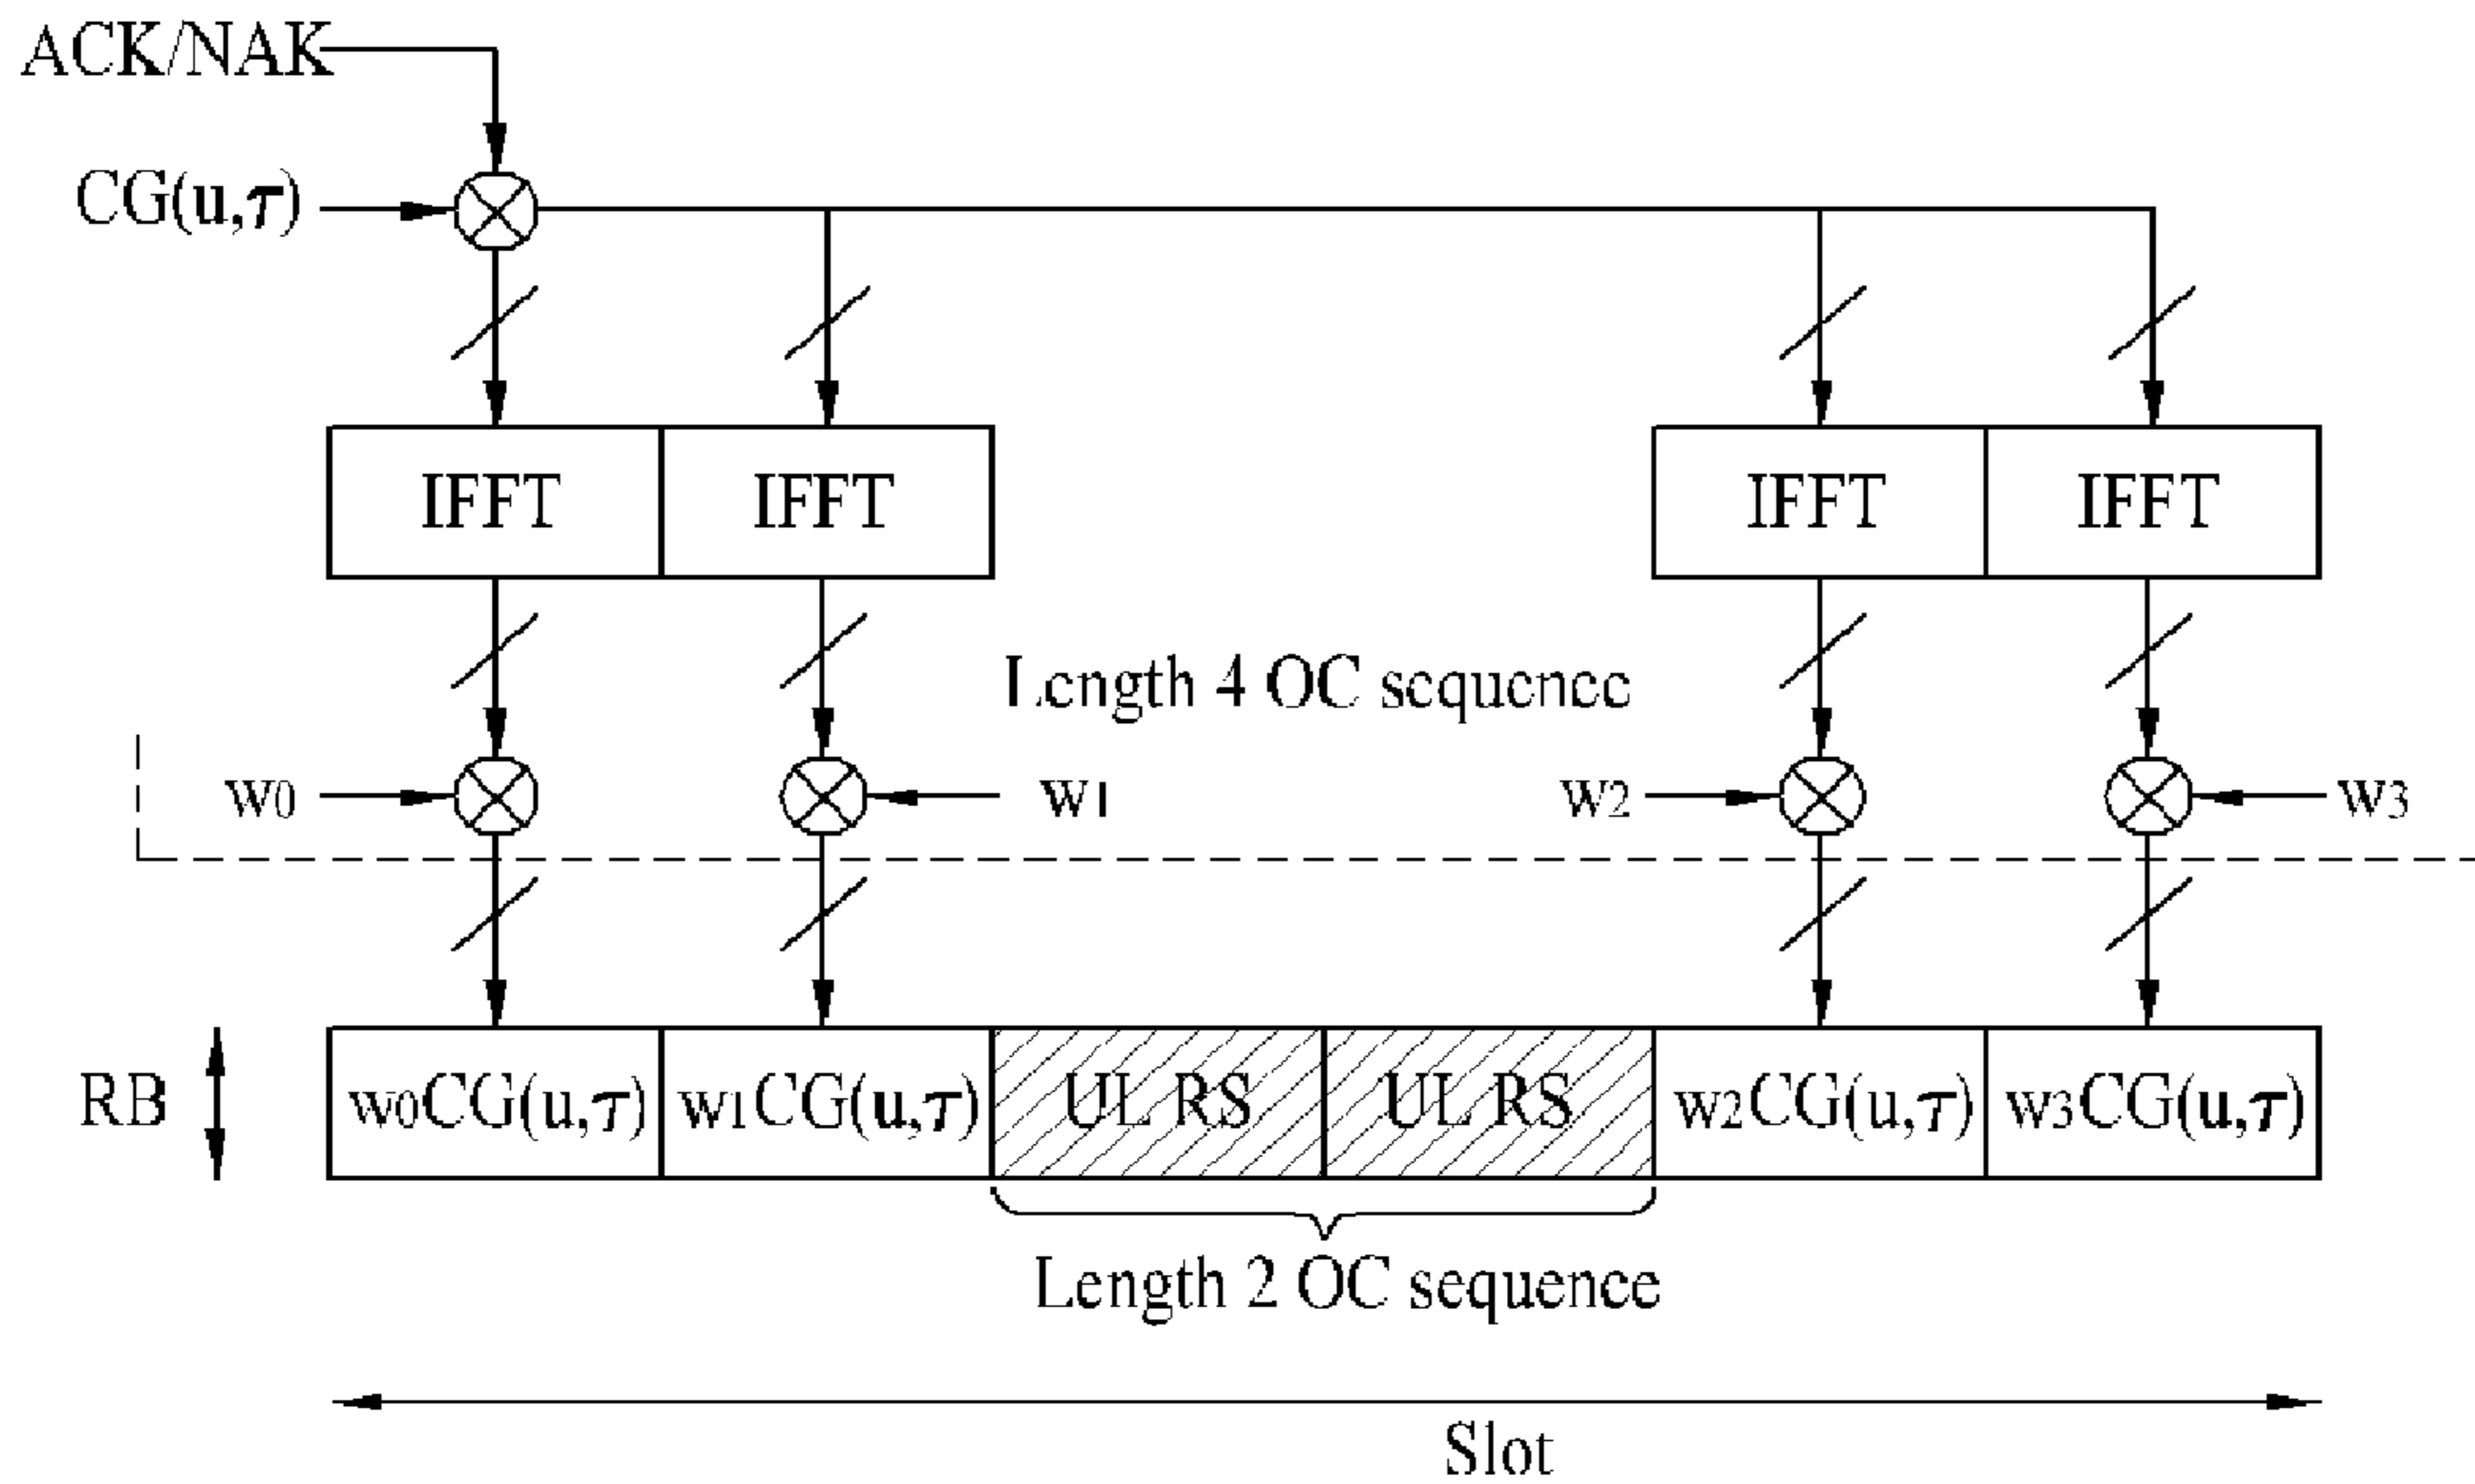 ACK/NAK
CG(u,τ)
IFFT IFFT IFFT IFFT
Length 4 OC sequence
w0 w1 w2 w3
RB w0CG(u,τ) w1CG(u,τ) UL RS UL RS w2CG(u,τ) w3CG(u,τ)
Length 2 OC sequence
Slot